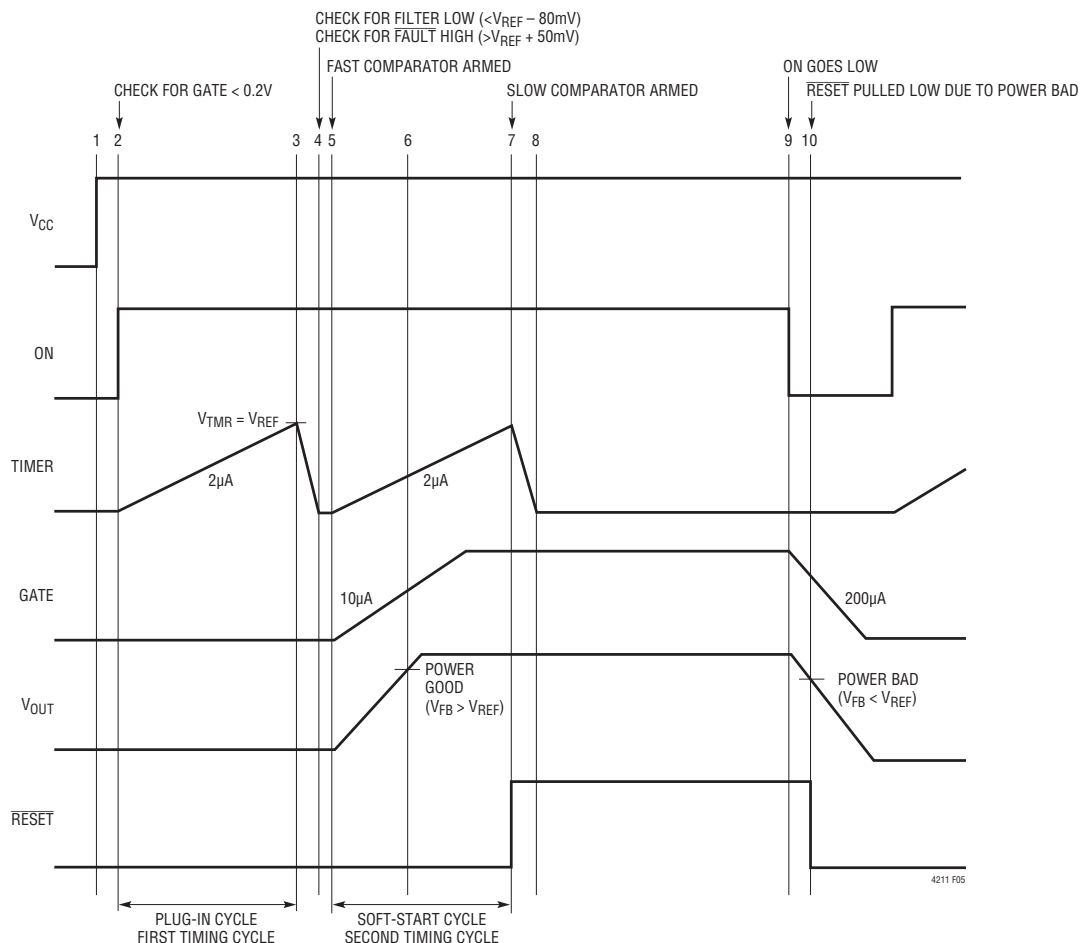 CHECK FOR FILTER LOW (<VREF – 80mV)
CHECK FOR FAULT HIGH (>VREF + 50mV)
FAST COMPARATOR ARMED
ON GOES LOW
CHECK FOR GATE < 0.2V
SLOW COMPARATOR ARMED
RESET PULLED LOW DUE TO POWER BAD
1 2 3 4 5 6 7 8 9 10
VCC
ON
VTMR = VREF
TIMER
2µA
2µA
GATE
10µA
200µA
POWER
GOOD
(VFB > VREF)
POWER BAD
(VFB < VREF)
VOUT
RESET
4211 F05
PLUG-IN CYCLE
FIRST TIMING CYCLE
SOFT-START CYCLE
SECOND TIMING CYCLE